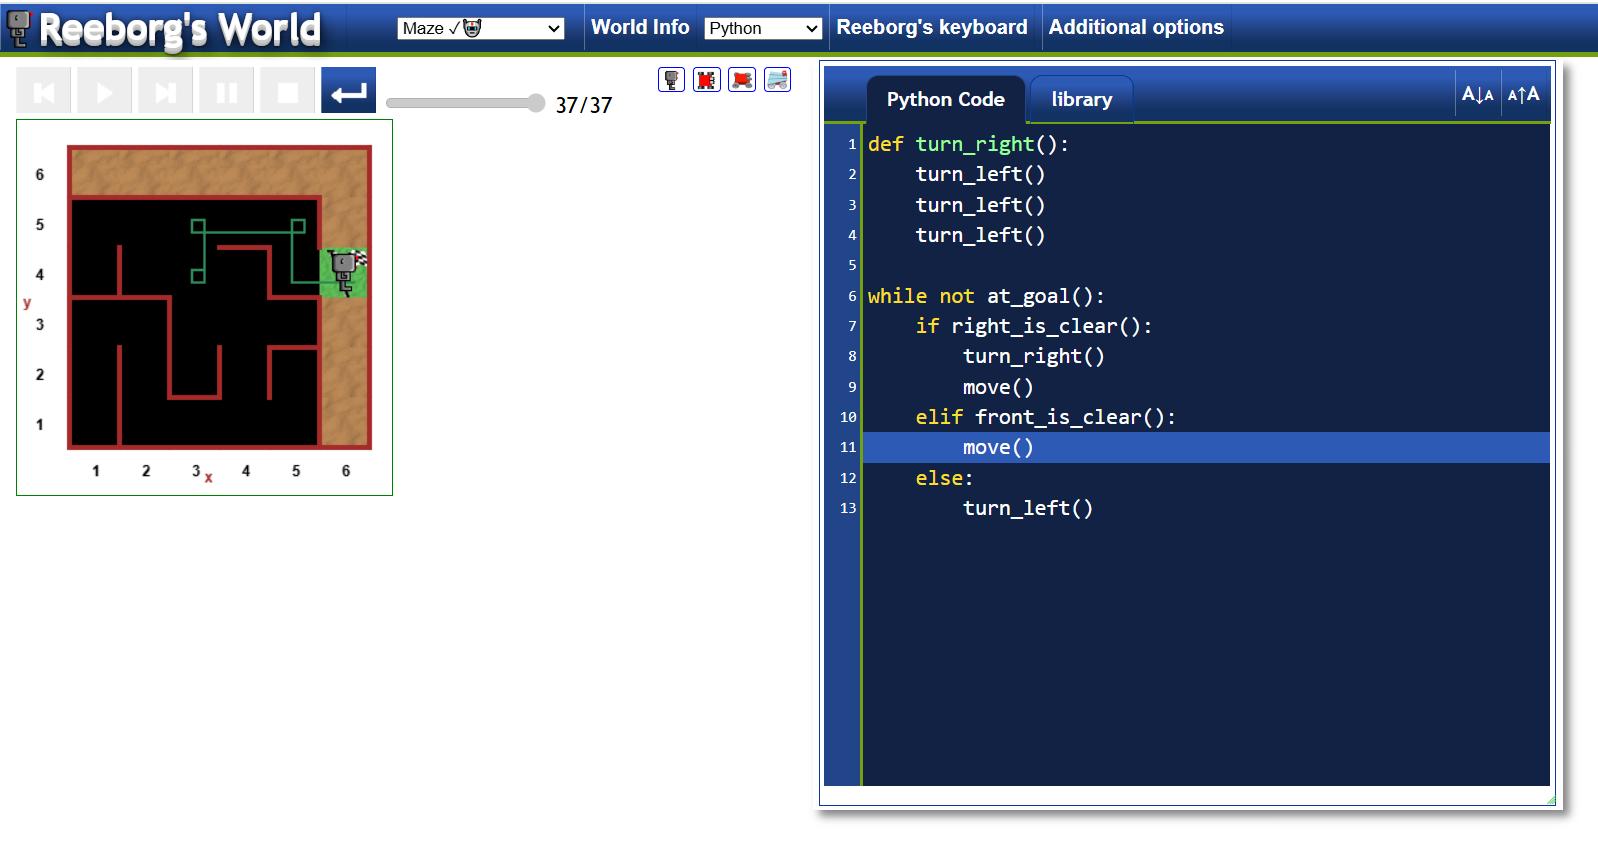 Reeborg's World
Maze ✓
World Info
Python
Reeborg's keyboard
Additional options
37/37
6
5
4
y
3
2
1
1 2 3 x 4 5 6
Python Code
library
A↓A
A↑A
1 def turn_right():
2     turn_left()
3     turn_left()
4     turn_left()
5
6 while not at_goal():
7     if right_is_clear():
8         turn_right()
9         move()
10     elif front_is_clear():
11         move()
12     else:
13         turn_left()